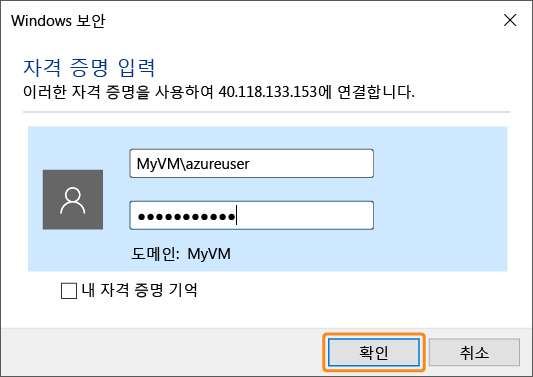 Windows 보안
자격 증명 입력
이러한 자격 증명을 사용하여 40.118.133.153에 연결합니다.
MyVM\azureuser
●●●●●●●●●●●
도메인: MyVM
내 자격 증명 기억
확인
취소